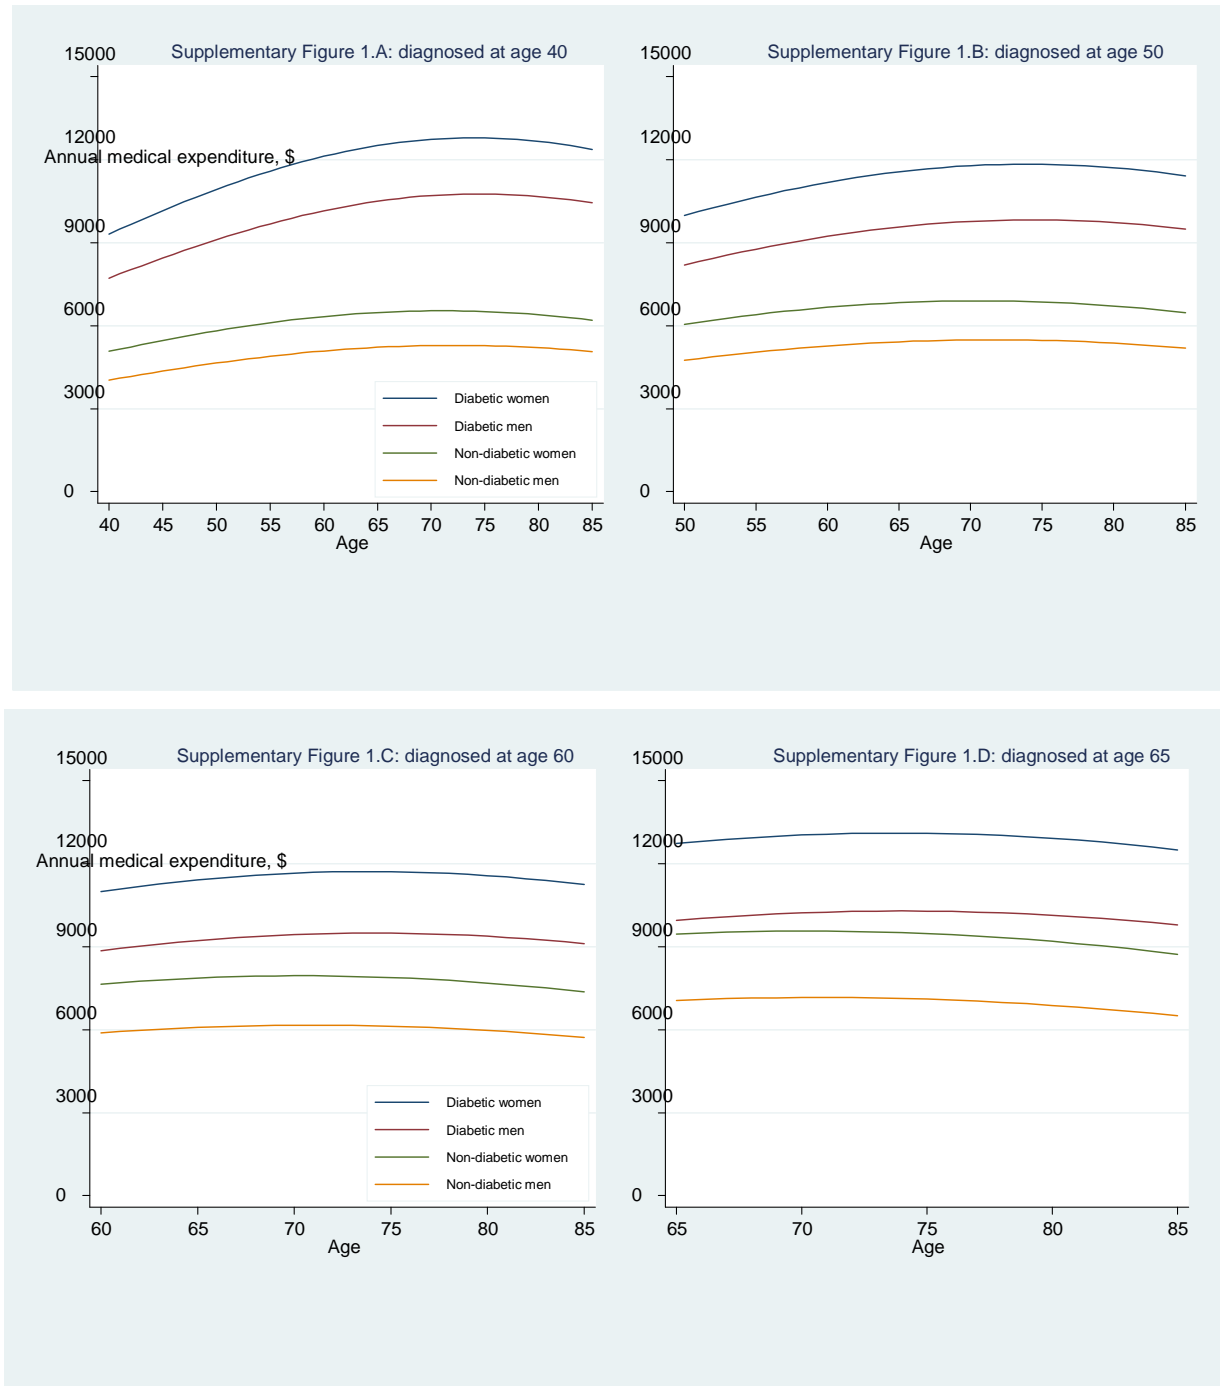 Supplementary Figure 1.A: diagnosed at age 40
15000
12000
Annual medical expenditure, $
9000
6000
3000
0
Diabetic women
Diabetic men
Non-diabetic women
Non-diabetic men
40 45 50 55 60 65 70 75 80 85
Age
Supplementary Figure 1.B: diagnosed at age 50
15000
12000
9000
6000
3000
0
50 55 60 65 70 75 80 85
Age
Supplementary Figure 1.C: diagnosed at age 60
15000
12000
Annual medical expenditure, $
9000
6000
3000
0
Diabetic women
Diabetic men
Non-diabetic women
Non-diabetic men
60 65 70 75 80 85
Age
Supplementary Figure 1.D: diagnosed at age 65
15000
12000
9000
6000
3000
0
65 70 75 80 85
Age